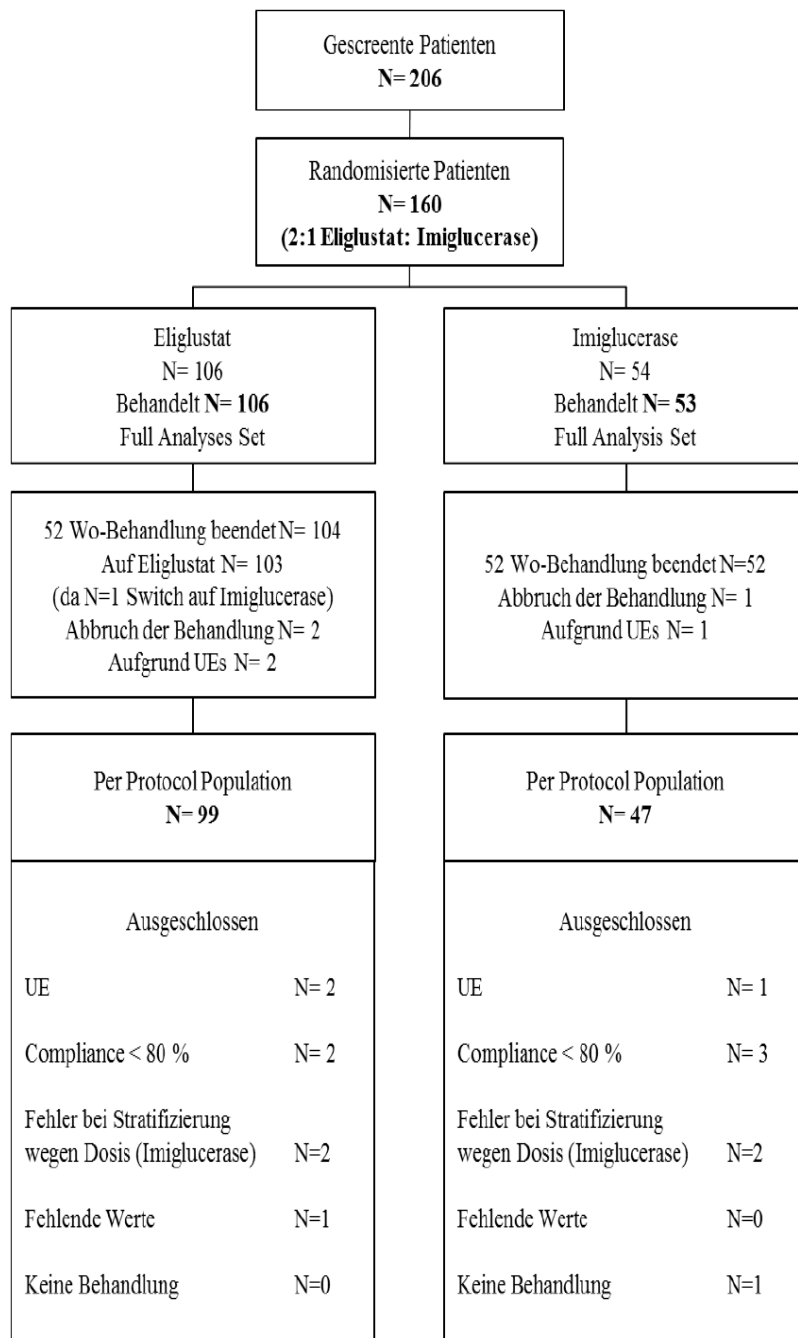 Gescreente Patienten
N= 206
Randomisierte Patienten
N= 160
(2:1 Eliglustat: Imiglucerase)
Eliglustat
N= 106
Behandelt N= 106
Full Analyses Set
Imiglucerase
N= 54
Behandelt N= 53
Full Analysis Set
52 Wo-Behandlung beendet N= 104
Auf Eliglustat N= 103
(da N=1 Switch auf Imiglucerase)
Abbruch der Behandlung N= 2
Aufgrund UEs N= 2
52 Wo-Behandlung beendet N=52
Abbruch der Behandlung N= 1
Aufgrund UEs N= 1
Per Protocol Population
N= 99
Per Protocol Population
N= 47
Ausgeschlossen
UE N= 2
Compliance < 80 % N= 2
Fehler bei Stratifizierung
wegen Dosis (Imiglucerase) N=2
Fehlende Werte N=1
Keine Behandlung N=0
Ausgeschlossen
UE N= 1
Compliance < 80 % N= 3
Fehler bei Stratifizierung
wegen Dosis (Imiglucerase) N=2
Fehlende Werte N=0
Keine Behandlung N=1